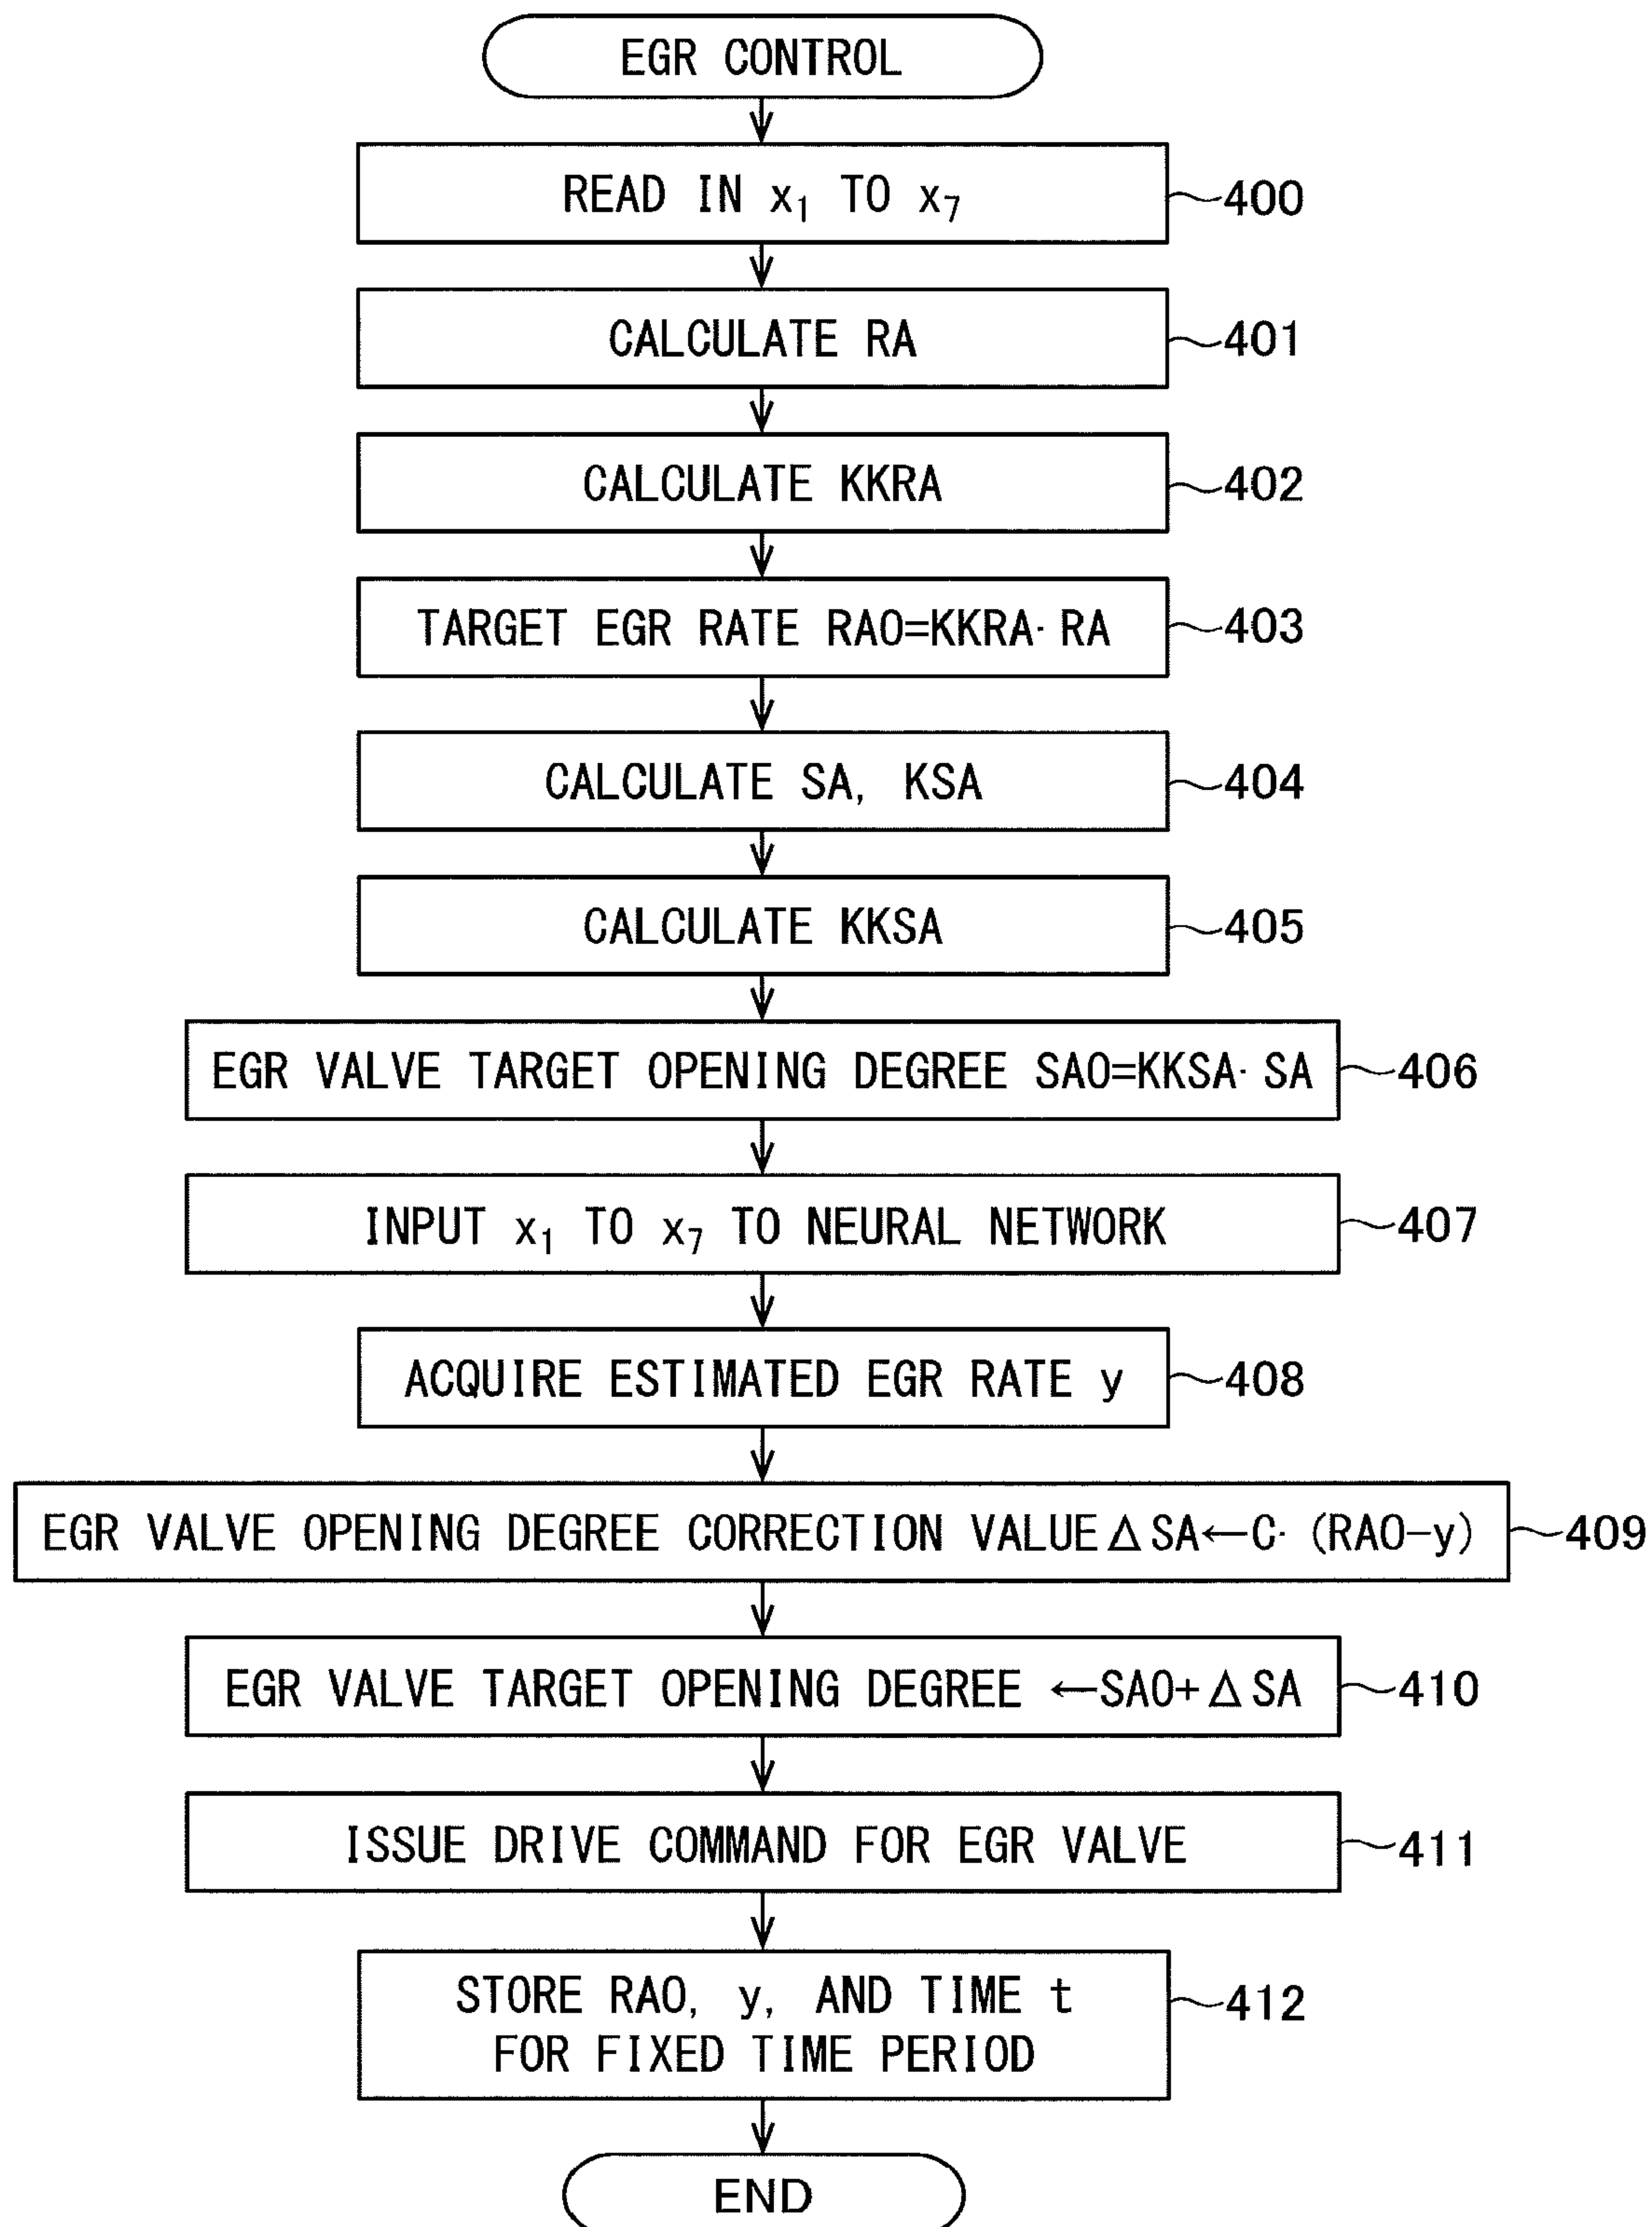 EGR CONTROL
READ IN x₁ TO x₇
400
CALCULATE RA
401
CALCULATE KKRA
402
TARGET EGR RATE RAO=KKRA· RA
403
CALCULATE SA, KSA
404
CALCULATE KKSA
405
EGR VALVE TARGET OPENING DEGREE SAO=KKSA· SA
406
INPUT x₁ TO x₇ TO NEURAL NETWORK
407
ACQUIRE ESTIMATED EGR RATE y
408
EGR VALVE OPENING DEGREE CORRECTION VALUE △SA←C· (RAO−y)
409
EGR VALVE TARGET OPENING DEGREE ←SAO+△SA
410
ISSUE DRIVE COMMAND FOR EGR VALVE
411
STORE RAO, y, AND TIME t
FOR FIXED TIME PERIOD
412
END